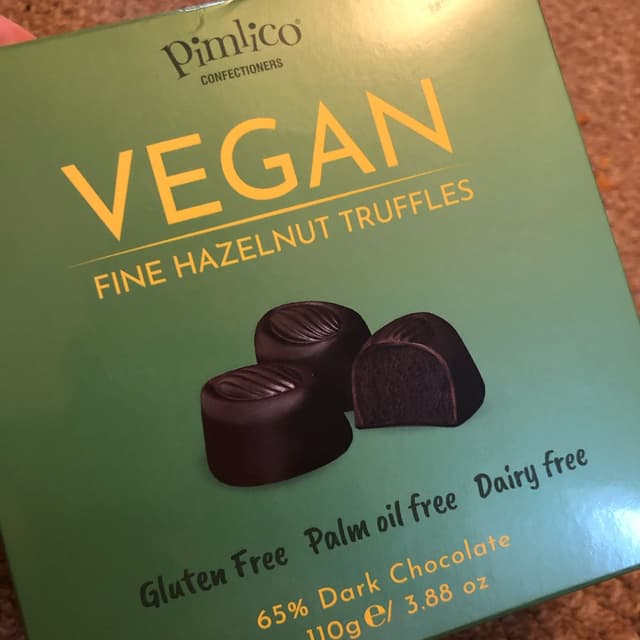 Pimlico®
CONFECTIONERS
VEGAN
FINE HAZELNUT TRUFFLES
Gluten Free Palm oil free Dairy free
65% Dark Chocolate
110g ℮/ 3.88 oz